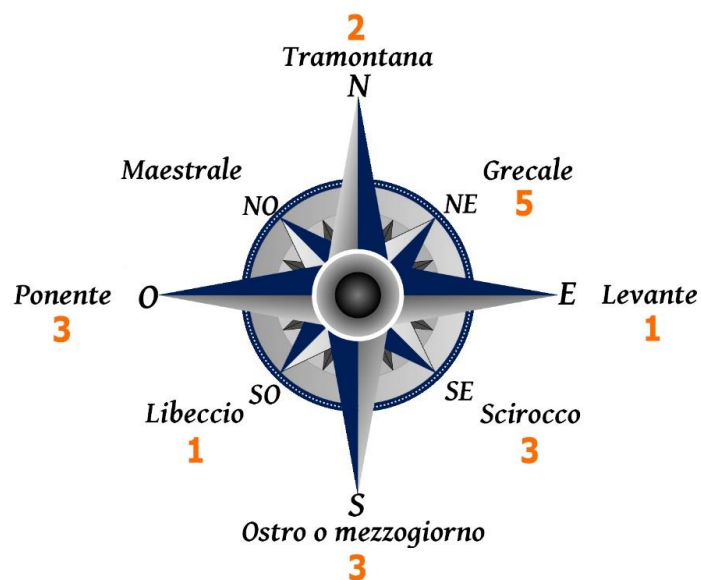 2
Tramontana
N
Maestrale
Grecale
NO
NE
5
Ponente
O
E
Levante
3
1
SO
SE
Libeccio
Scirocco
1
3
S
Ostro o mezzogiorno
3